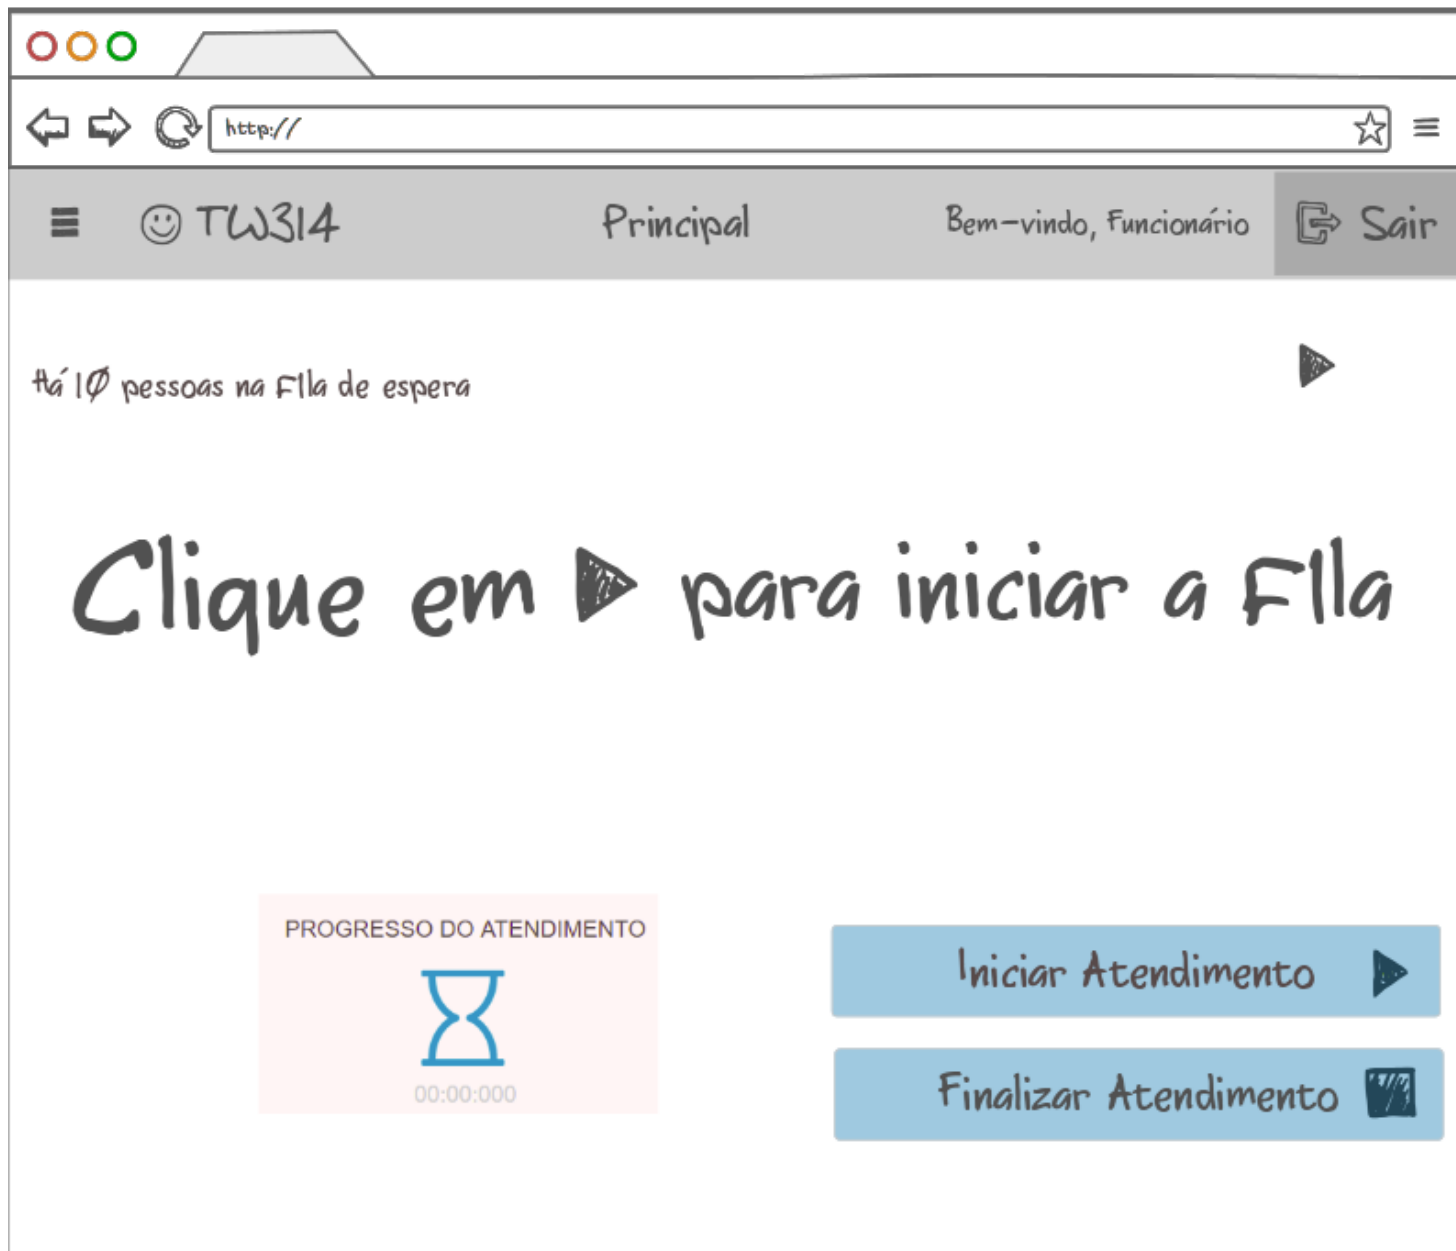 http://
TW314 Principal Bem-vindo, Funcionário Sair
Há 10 pessoas na Fila de espera
Clique em para iniciar a Fila
PROGRESSO DO ATENDIMENTO
00:00:000
Iniciar Atendimento
Finalizar Atendimento